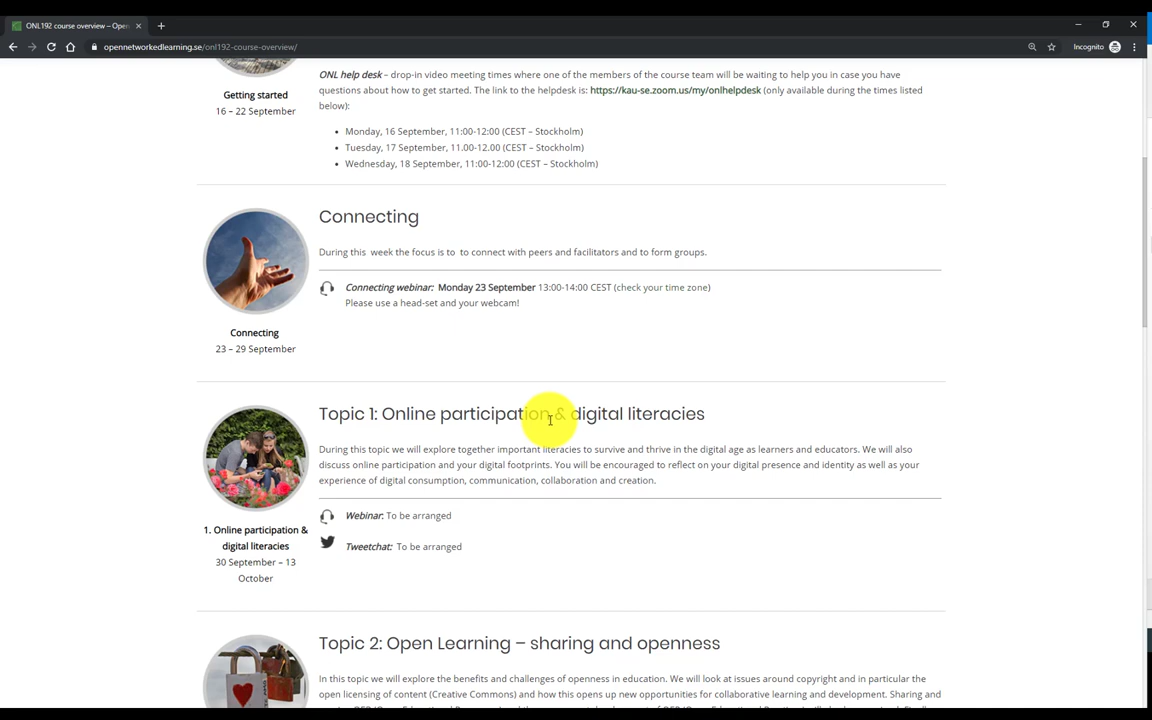 ONL192 course overview – Open
opennetworkedlearning.se/onl192-course-overview/
Incognito
ONL help desk – drop-in video meeting times where one of the members of the course team will be waiting to help you in case you have
questions about how to get started. The link to the helpdesk is: https://kau-se.zoom.us/my/onlhelpdesk (only available during the times listed
below):
Getting started
16 – 22 September
Monday, 16 September, 11:00-12:00 (CEST – Stockholm)
Tuesday, 17 September, 11.00-12.00 (CEST – Stockholm)
Wednesday, 18 September, 11:00-12:00 (CEST – Stockholm)
Connecting
During this week the focus is to to connect with peers and facilitators and to form groups.
Connecting webinar: Monday 23 September 13:00-14:00 CEST (check your time zone)
Please use a head-set and your webcam!
Connecting
23 – 29 September
Topic 1: Online participation & digital literacies
During this topic we will explore together important literacies to survive and thrive in the digital age as learners and educators. We will also
discuss online participation and your digital footprints. You will be encouraged to reflect on your digital presence and identity as well as your
experience of digital consumption, communication, collaboration and creation.
Webinar: To be arranged
Tweetchat: To be arranged
1. Online participation &
digital literacies
30 September – 13
October
Topic 2: Open Learning – sharing and openness
In this topic we will explore the benefits and challenges of openness in education. We will look at issues around copyright and in particular the
open licensing of content (Creative Commons) and how this opens up new opportunities for collaborative learning and development. Sharing and